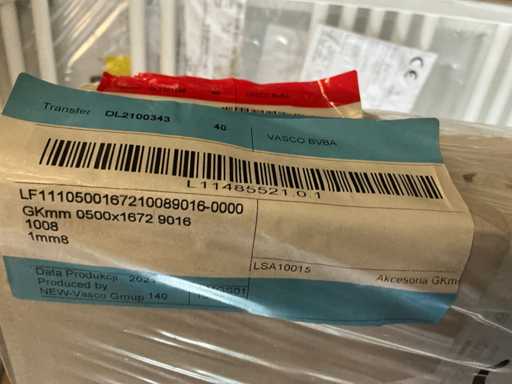 Transfer OL2100343 40 VASCO BVBA
L11485521.0.1
LF1110500167210089016-0000
GKmm 0500x1672 9016
1008
1mm8
LSA10015
Data Produkcji
Akcesoria GKm
Produced by
NEW-Vasco Group 140
CE